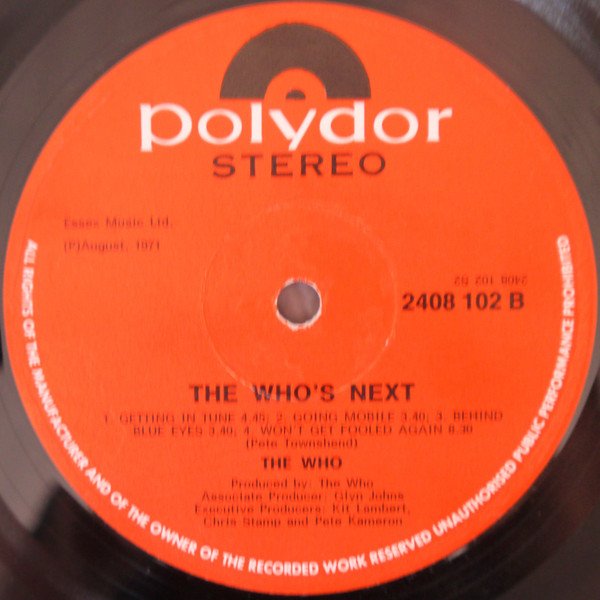 polydor
STEREO
Essex Music Ltd.
(P)August, 1971
2408 102 B2
2408 102 B
THE WHO'S NEXT
1. GETTING IN TUNE 4.45; 2. GOING MOBILE 3.40; 3. BEHIND
BLUE EYES 3.40; 4. WON'T GET FOOLED AGAIN 8.30
(Pete Townshend)
THE WHO
Produced by: The Who
Associate Producer: Glyn Johns
Executive Producers: Kit Lambert,
Chris Stamp and Pete Kameron
ALL RIGHTS OF THE MANUFACTURER AND OF THE OWNER OF THE RECORDED WORK RESERVED UNAUTHORISED PUBLIC PERFORMANCE PROHIBITED